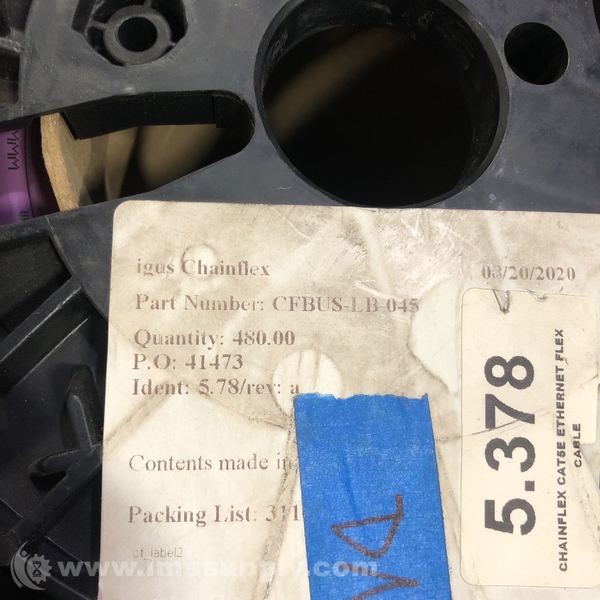 igus Chainflex
03/20/2020
Part Number: CFBUS-LB-045
Quantity: 480.00
P.O: 41473
Ident: 5.78/rev: a
Contents made in
Packing List: 311
cf_label2
5.378
CHAINFLEX CAT5E ETHERNET FLEX
CABLE
www.imssupply.com